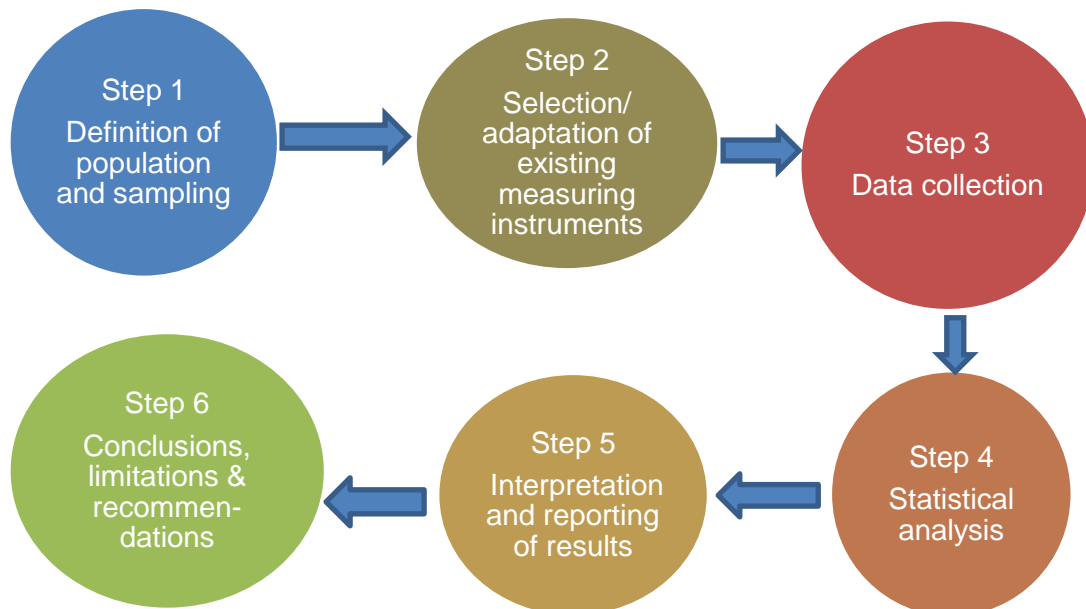 Step 1
Definition of
population
and sampling
Step 2
Selection/
adaptation of
existing
measuring
instruments
Step 3
Data collection
Step 4
Statistical
analysis
Step 5
Interpretation
and reporting
of results
Step 6
Conclusions,
limitations &
recommen-
dations